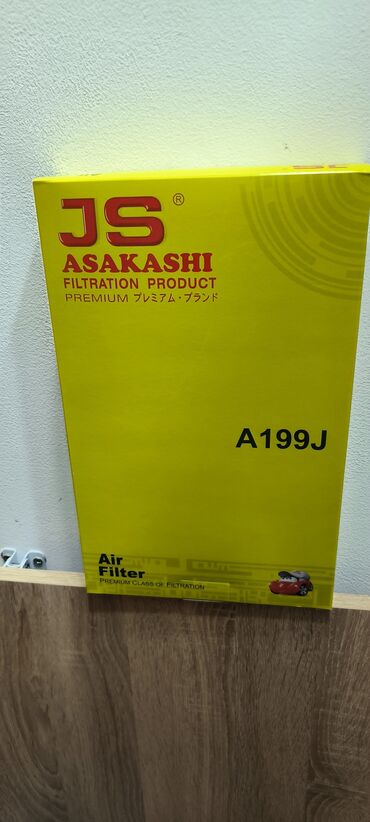 JS®
ASAKASHI
FILTRATION PRODUCT
PREMIUM プレミアム・ブランド
A199J
Air
Filter
PREMIUM CLASS OF FILTRATION